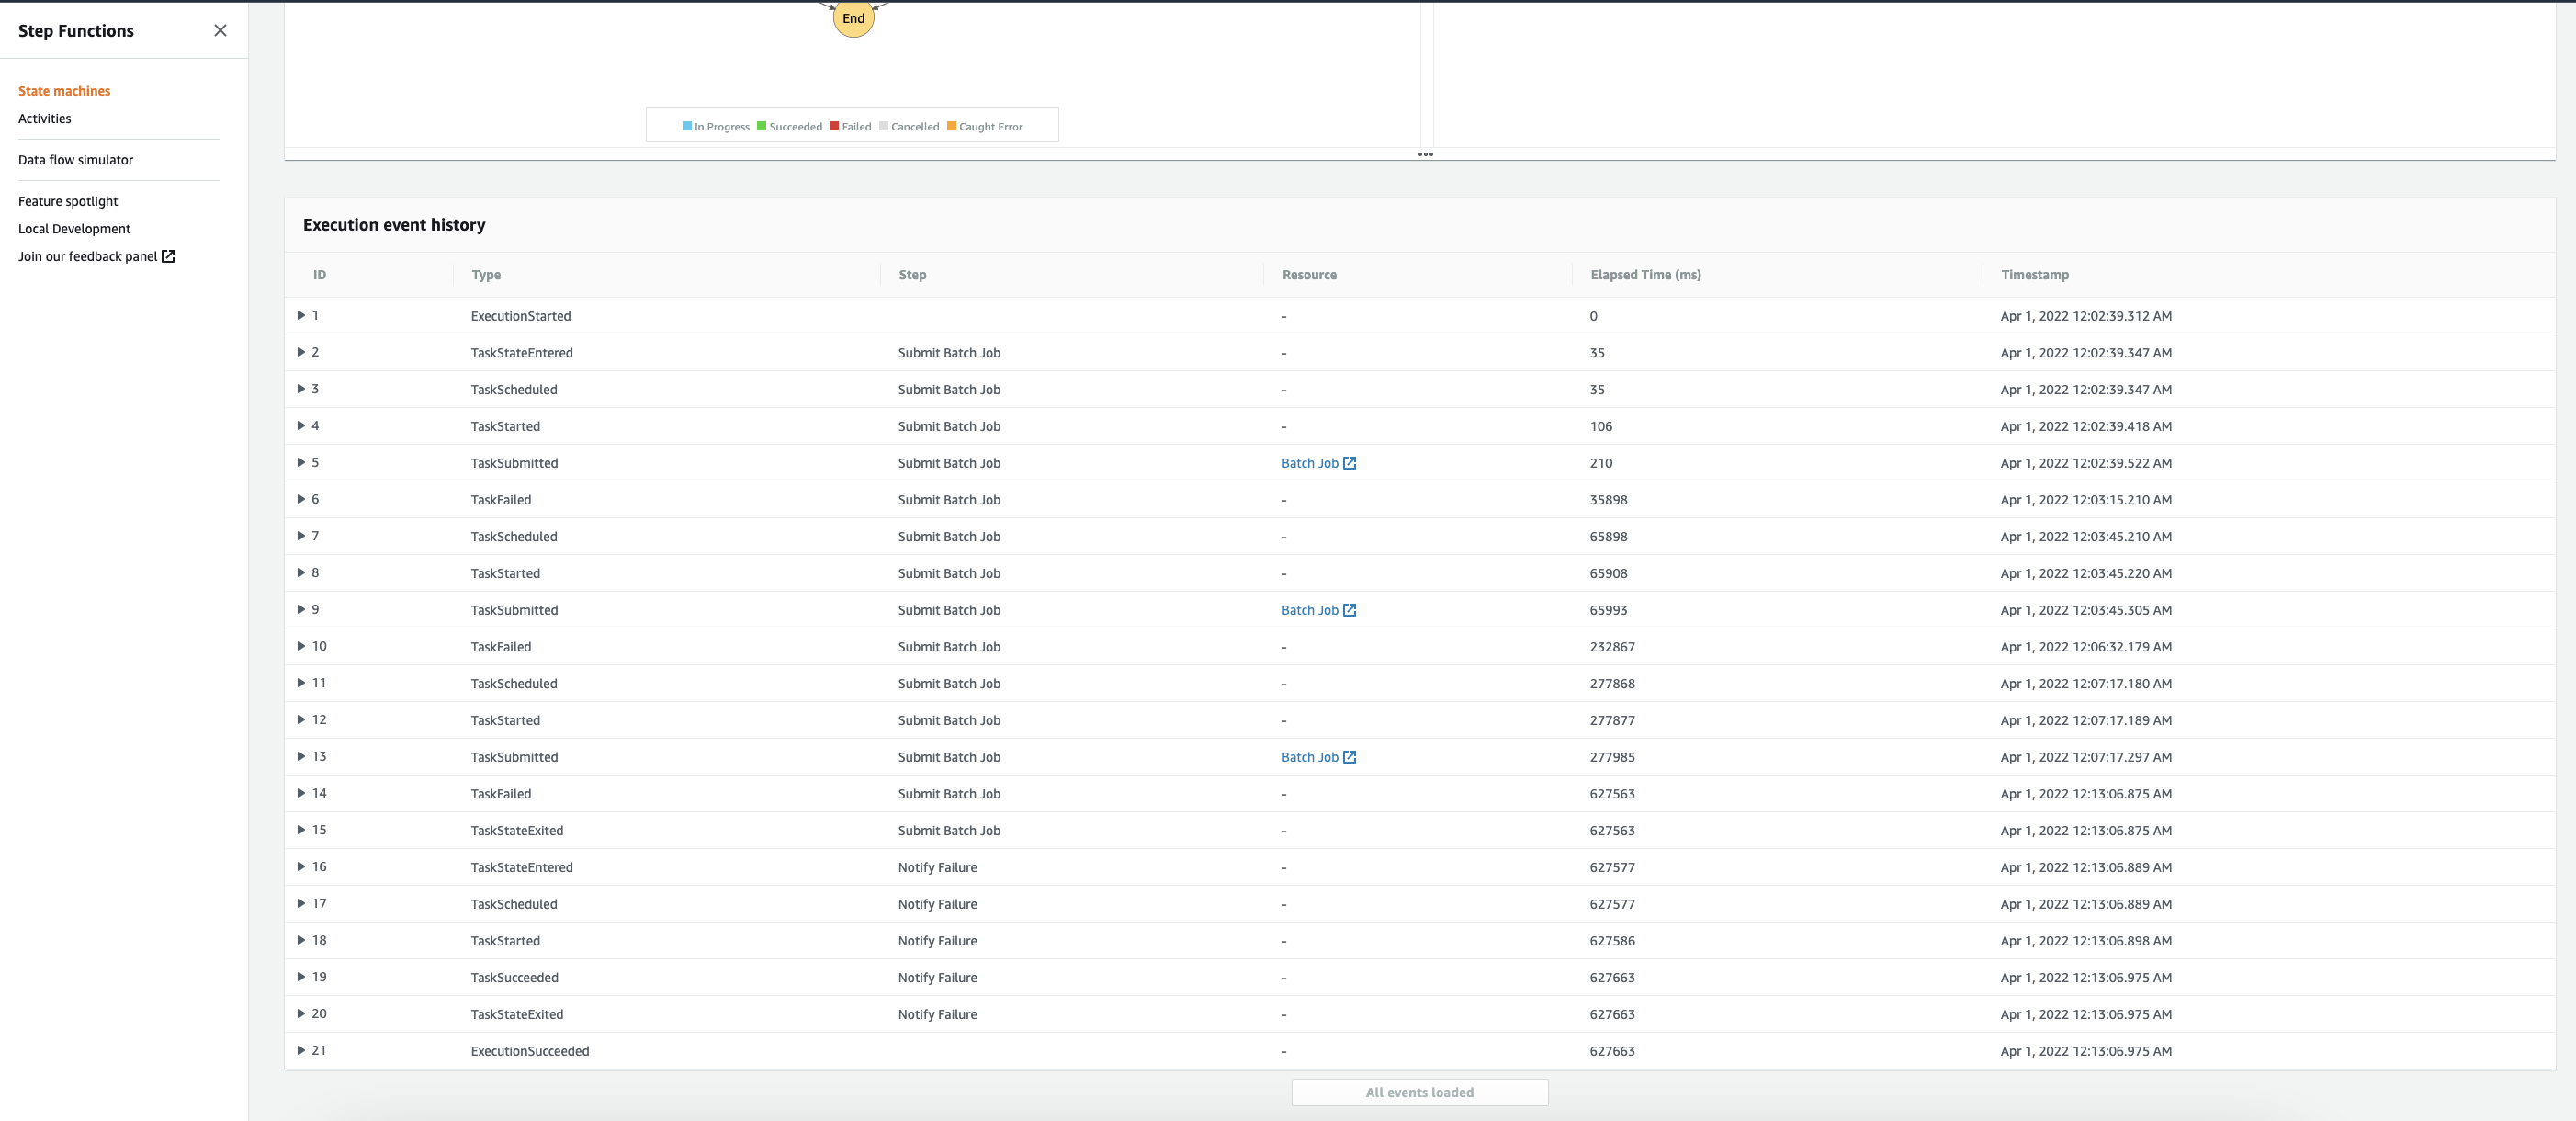 Step Functions
State machines
Activities
Data flow simulator
Feature spotlight
Local Development
Join our feedback panel
End
In Progress Succeeded Failed Cancelled Caught Error
Execution event history
ID Type Step Resource Elapsed Time (ms) Timestamp
1 ExecutionStarted - 0 Apr 1, 2022 12:02:39.312 AM
2 TaskStateEntered Submit Batch Job - 35 Apr 1, 2022 12:02:39.347 AM
3 TaskScheduled Submit Batch Job - 35 Apr 1, 2022 12:02:39.347 AM
4 TaskStarted Submit Batch Job - 106 Apr 1, 2022 12:02:39.418 AM
5 TaskSubmitted Submit Batch Job Batch Job 210 Apr 1, 2022 12:02:39.522 AM
6 TaskFailed Submit Batch Job - 35898 Apr 1, 2022 12:03:15.210 AM
7 TaskScheduled Submit Batch Job - 65898 Apr 1, 2022 12:03:45.210 AM
8 TaskStarted Submit Batch Job - 65908 Apr 1, 2022 12:03:45.220 AM
9 TaskSubmitted Submit Batch Job Batch Job 65993 Apr 1, 2022 12:03:45.305 AM
10 TaskFailed Submit Batch Job - 232867 Apr 1, 2022 12:06:32.179 AM
11 TaskScheduled Submit Batch Job - 277868 Apr 1, 2022 12:07:17.180 AM
12 TaskStarted Submit Batch Job - 277877 Apr 1, 2022 12:07:17.189 AM
13 TaskSubmitted Submit Batch Job Batch Job 277985 Apr 1, 2022 12:07:17.297 AM
14 TaskFailed Submit Batch Job - 627563 Apr 1, 2022 12:13:06.875 AM
15 TaskStateExited Submit Batch Job - 627563 Apr 1, 2022 12:13:06.875 AM
16 TaskStateEntered Notify Failure - 627577 Apr 1, 2022 12:13:06.889 AM
17 TaskScheduled Notify Failure - 627577 Apr 1, 2022 12:13:06.889 AM
18 TaskStarted Notify Failure - 627586 Apr 1, 2022 12:13:06.898 AM
19 TaskSucceeded Notify Failure - 627663 Apr 1, 2022 12:13:06.975 AM
20 TaskStateExited Notify Failure - 627663 Apr 1, 2022 12:13:06.975 AM
21 ExecutionSucceeded - 627663 Apr 1, 2022 12:13:06.975 AM
All events loaded